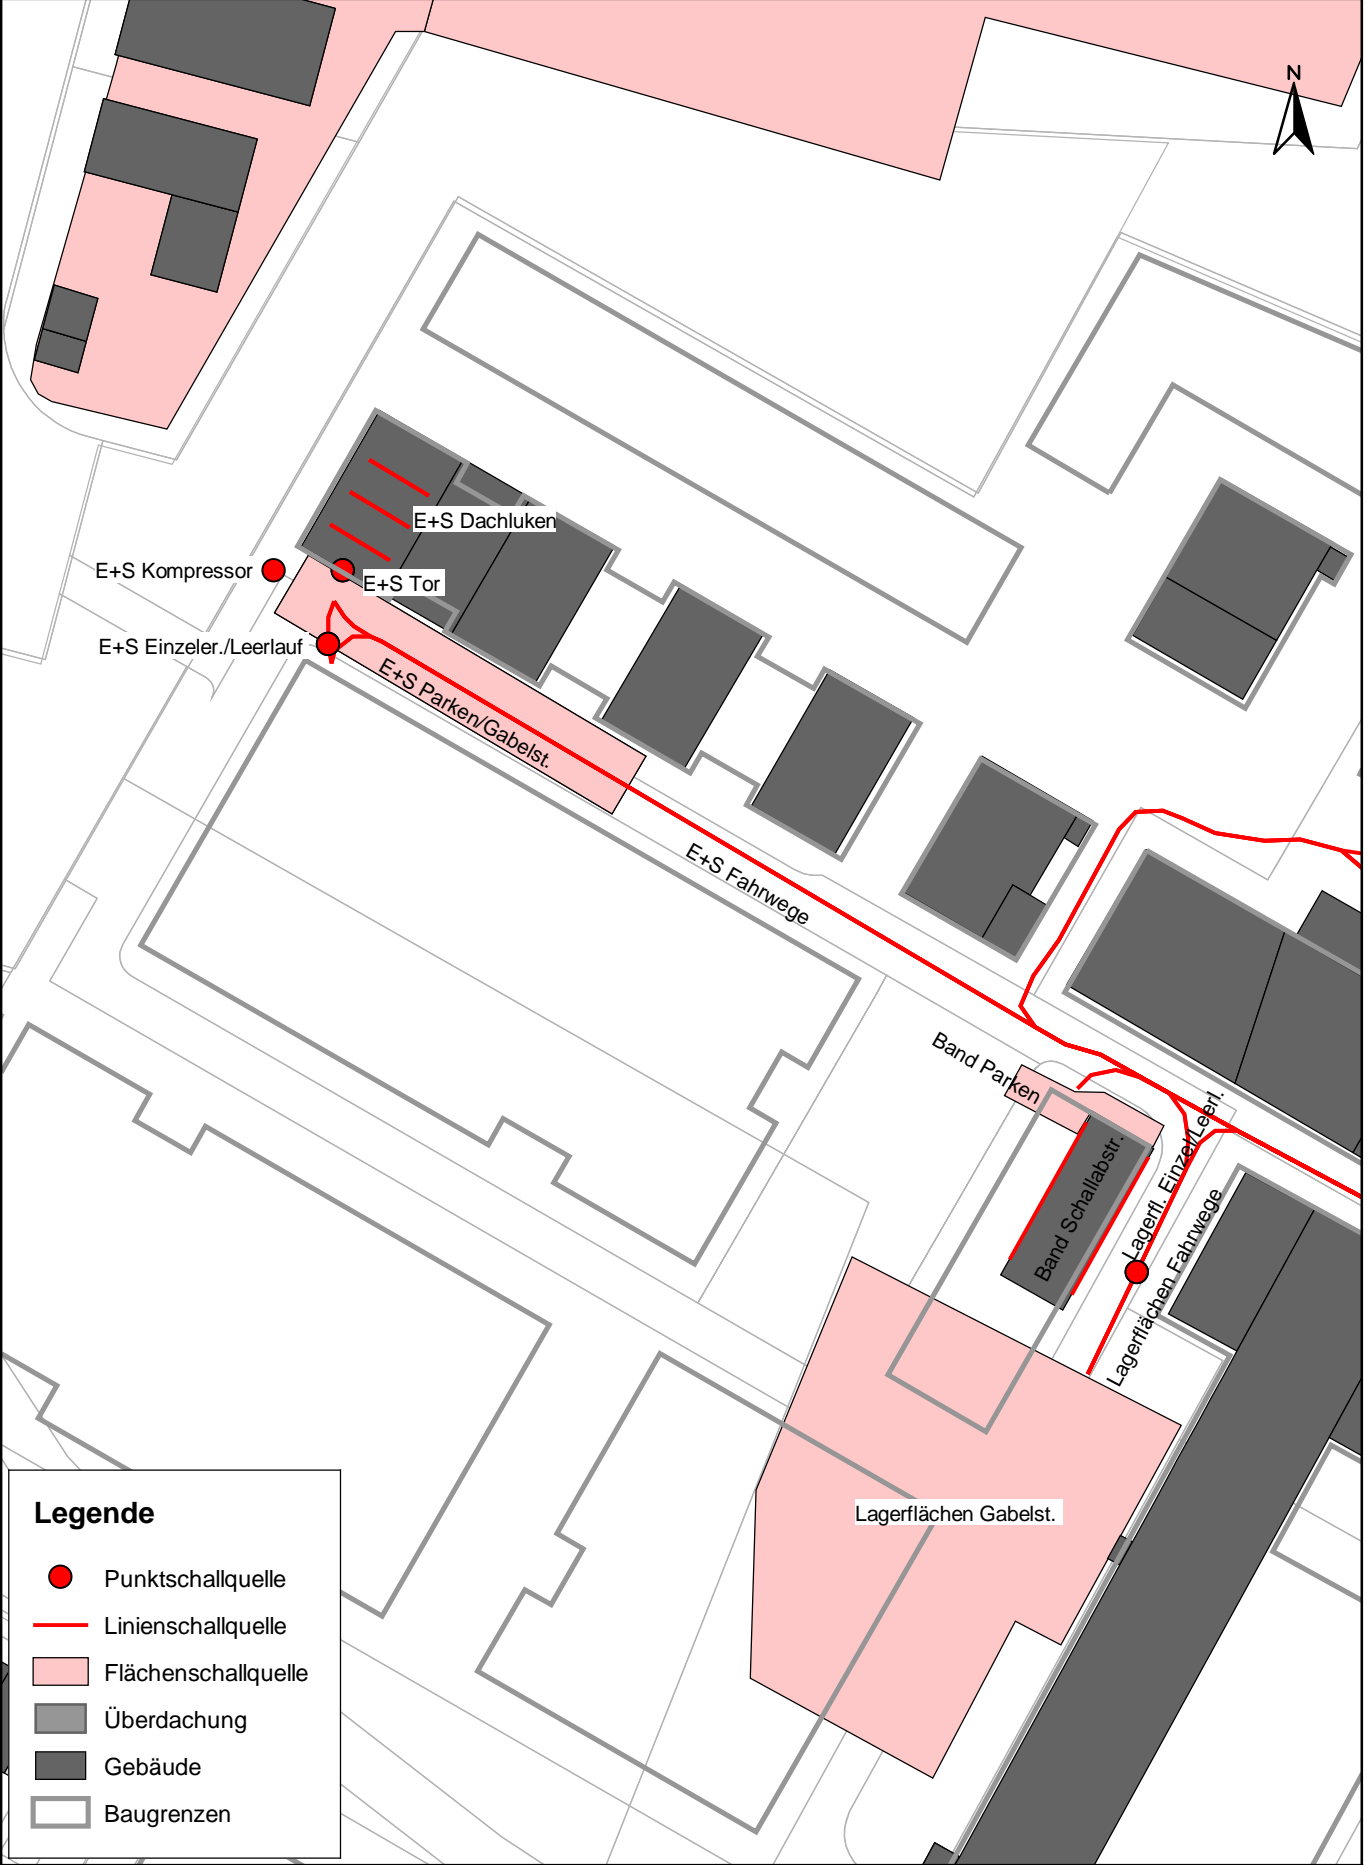 N
E+S Dachluken
E+S Kompressor
E+S Tor
E+S Einzeler./Leerlauf
E+S Parken/Gabelst.
E+S Fahrwege
Band Parken
Band Schallabstr.
Lagerfl. Einzel/Leerl.
Lagerflächen Fahrwege
Lagerflächen Gabelst.
Legende
Punktschallquelle
Linienschallquelle
Flächenschallquelle
Überdachung
Gebäude
Baugrenzen